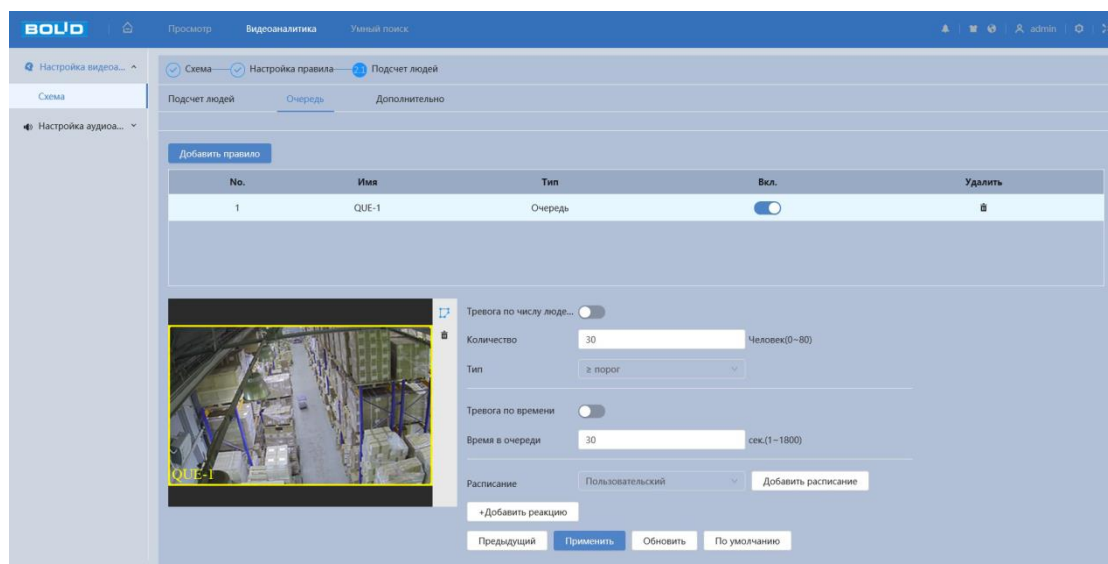 BOLID Просмотр Видеоаналитика Умный поиск admin
Настройка видеоа... Схема Настройка правила 2.1 Подсчет людей
Схема Подсчет людей Очередь Дополнительно
Настройка аудиоа...
Добавить правило
No. Имя Тип Вкл. Удалить
1 QUE-1 Очередь
Тревога по числу люде...
Количество 30 Человек(0~80)
Тип ≥ порог
Тревога по времени
Время в очереди 30 сек.(1~1800)
QUE-1
Расписание Пользовательский Добавить расписание
+Добавить реакцию
Предыдущий Применить Обновить По умолчанию